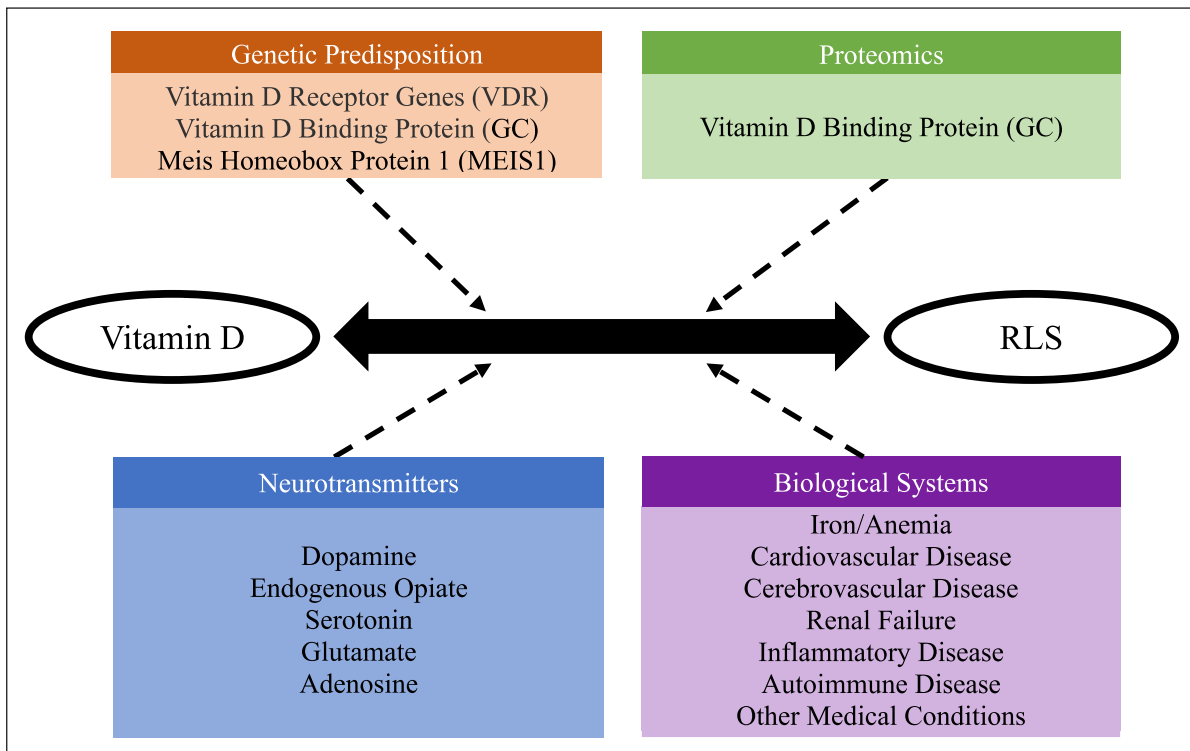 Genetic Predisposition
Vitamin D Receptor Genes (VDR)
Vitamin D Binding Protein (GC)
Meis Homeobox Protein 1 (MEIS1)
Proteomics
Vitamin D Binding Protein (GC)
Vitamin D
RLS
Neurotransmitters
Dopamine
Endogenous Opiate
Serotonin
Glutamate
Adenosine
Biological Systems
Iron/Anemia
Cardiovascular Disease
Cerebrovascular Disease
Renal Failure
Inflammatory Disease
Autoimmune Disease
Other Medical Conditions